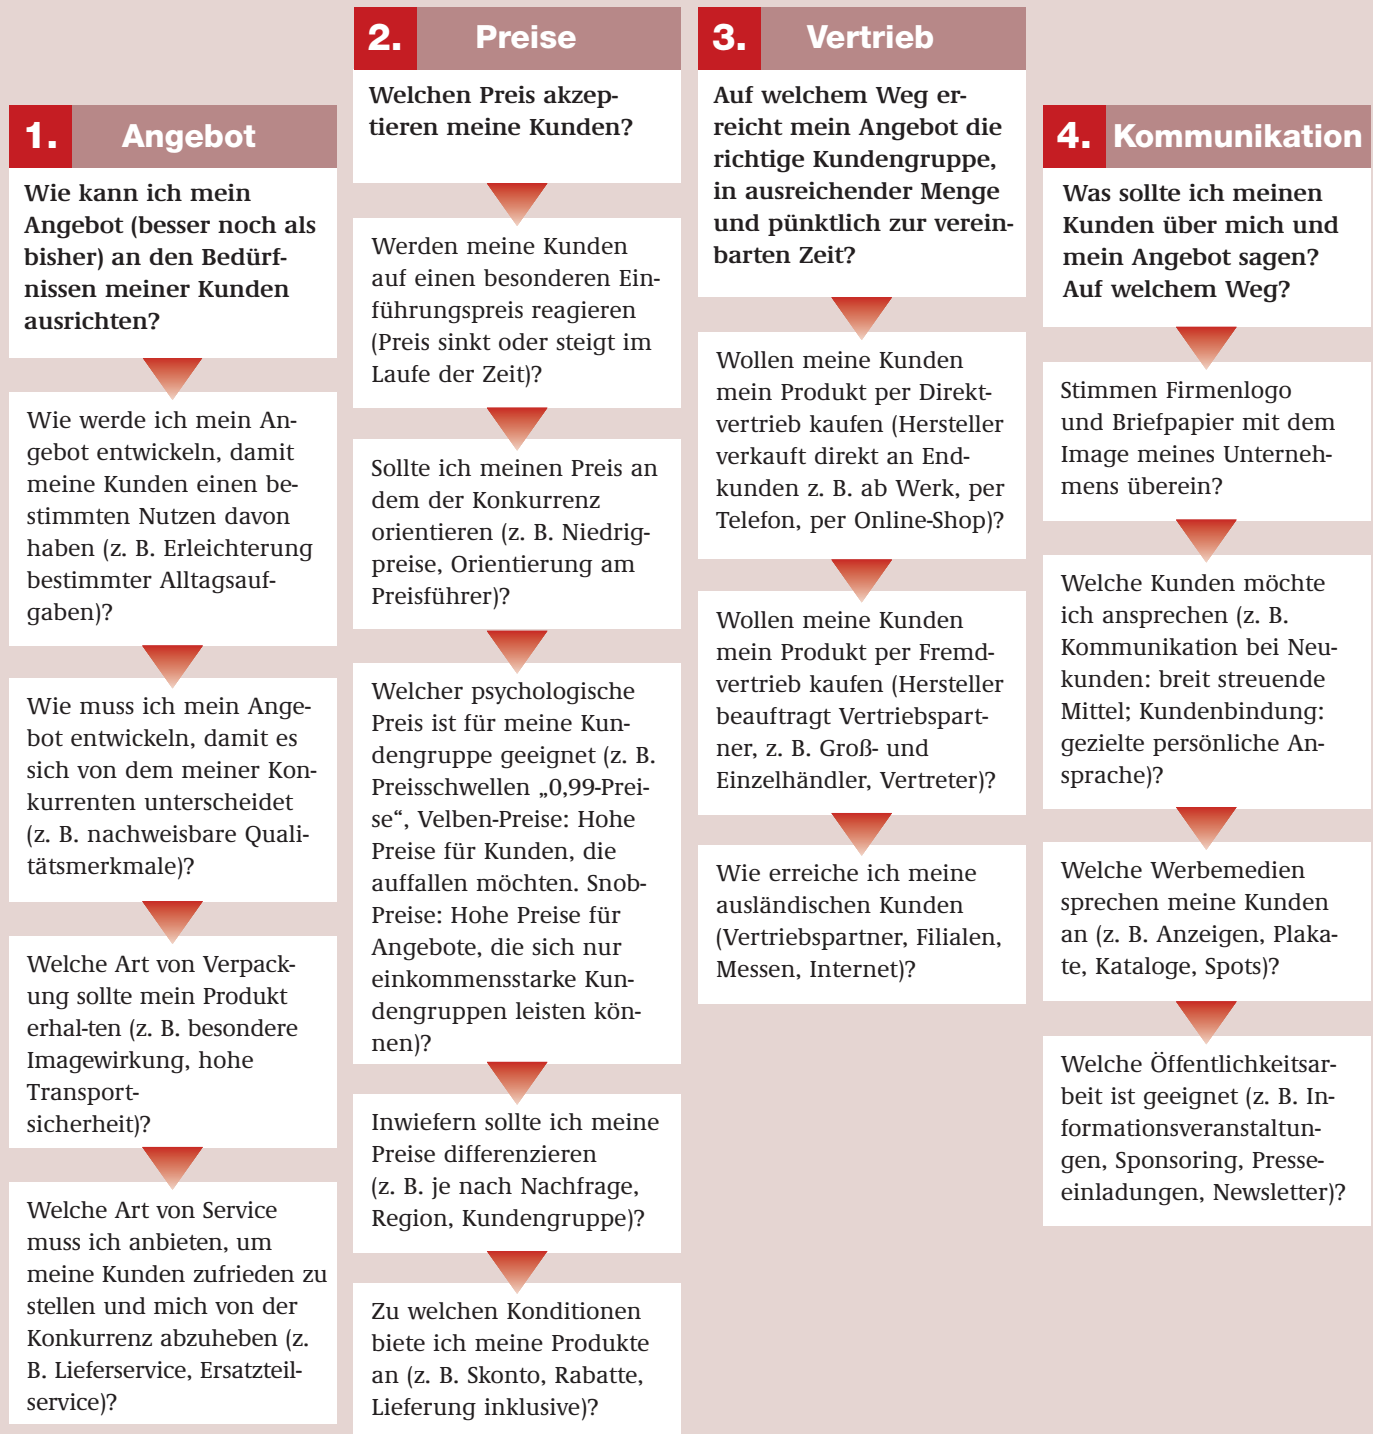 1. Angebot
Wie kann ich mein
Angebot (besser noch als
bisher) an den Bedürf-
nissen meiner Kunden
ausrichten?
Wie werde ich mein An-
gebot entwickeln, damit
meine Kunden einen be-
stimmten Nutzen davon
haben (z. B. Erleichterung
bestimmter Alltagsauf-
gaben)?
Wie muss ich mein Ange-
bot entwickeln, damit es
sich von dem meiner Kon-
kurrenten unterscheidet
(z. B. nachweisbare Quali-
tätsmerkmale)?
Welche Art von Verpack-
ung sollte mein Produkt
erhal-ten (z. B. besondere
Imagewirkung, hohe
Transport-
sicherheit)?
Welche Art von Service
muss ich anbieten, um
meine Kunden zufrieden zu
stellen und mich von der
Konkurrenz abzuheben (z.
B. Lieferservice, Ersatzteil-
service)?
2. Preise
Welchen Preis akzep-
tieren meine Kunden?
Werden meine Kunden
auf einen besonderen Ein-
führungspreis reagieren
(Preis sinkt oder steigt im
Laufe der Zeit)?
Sollte ich meinen Preis an
dem der Konkurrenz
orientieren (z. B. Niedrig-
preise, Orientierung am
Preisführer)?
Welcher psychologische
Preis ist für meine Kun-
dengruppe geeignet (z. B.
Preisschwellen „0,99-Prei-
se“, Velben-Preise: Hohe
Preise für Kunden, die
auffallen möchten. Snob-
Preise: Hohe Preise für
Angebote, die sich nur
einkommensstarke Kun-
dengruppen leisten kön-
nen)?
Inwiefern sollte ich meine
Preise differenzieren
(z. B. je nach Nachfrage,
Region, Kundengruppe)?
Zu welchen Konditionen
biete ich meine Produkte
an (z. B. Skonto, Rabatte,
Lieferung inklusive)?
3. Vertrieb
Auf welchem Weg er-
reicht mein Angebot die
richtige Kundengruppe,
in ausreichender Menge
und pünktlich zur verein-
barten Zeit?
Wollen meine Kunden
mein Produkt per Direkt-
vertrieb kaufen (Hersteller
verkauft direkt an End-
kunden z. B. ab Werk, per
Telefon, per Online-Shop)?
Wollen meine Kunden
mein Produkt per Fremd-
vertrieb kaufen (Hersteller
beauftragt Vertriebspart-
ner, z. B. Groß- und
Einzelhändler, Vertreter)?
Wie erreiche ich meine
ausländischen Kunden
(Vertriebspartner, Filialen,
Messen, Internet)?
4. Kommunikation
Was sollte ich meinen
Kunden über mich und
mein Angebot sagen?
Auf welchem Weg?
Stimmen Firmenlogo
und Briefpapier mit dem
Image meines Unterneh-
mens überein?
Welche Kunden möchte
ich ansprechen (z. B.
Kommunikation bei Neu-
kunden: breit streuende
Mittel; Kundenbindung:
gezielte persönliche An-
sprache)?
Welche Werbemedien
sprechen meine Kunden
an (z. B. Anzeigen, Plaka-
te, Kataloge, Spots)?
Welche Öffentlichkeitsar-
beit ist geeignet (z. B. In-
formationsveranstaltun-
gen, Sponsoring, Presse-
einladungen, Newsletter)?